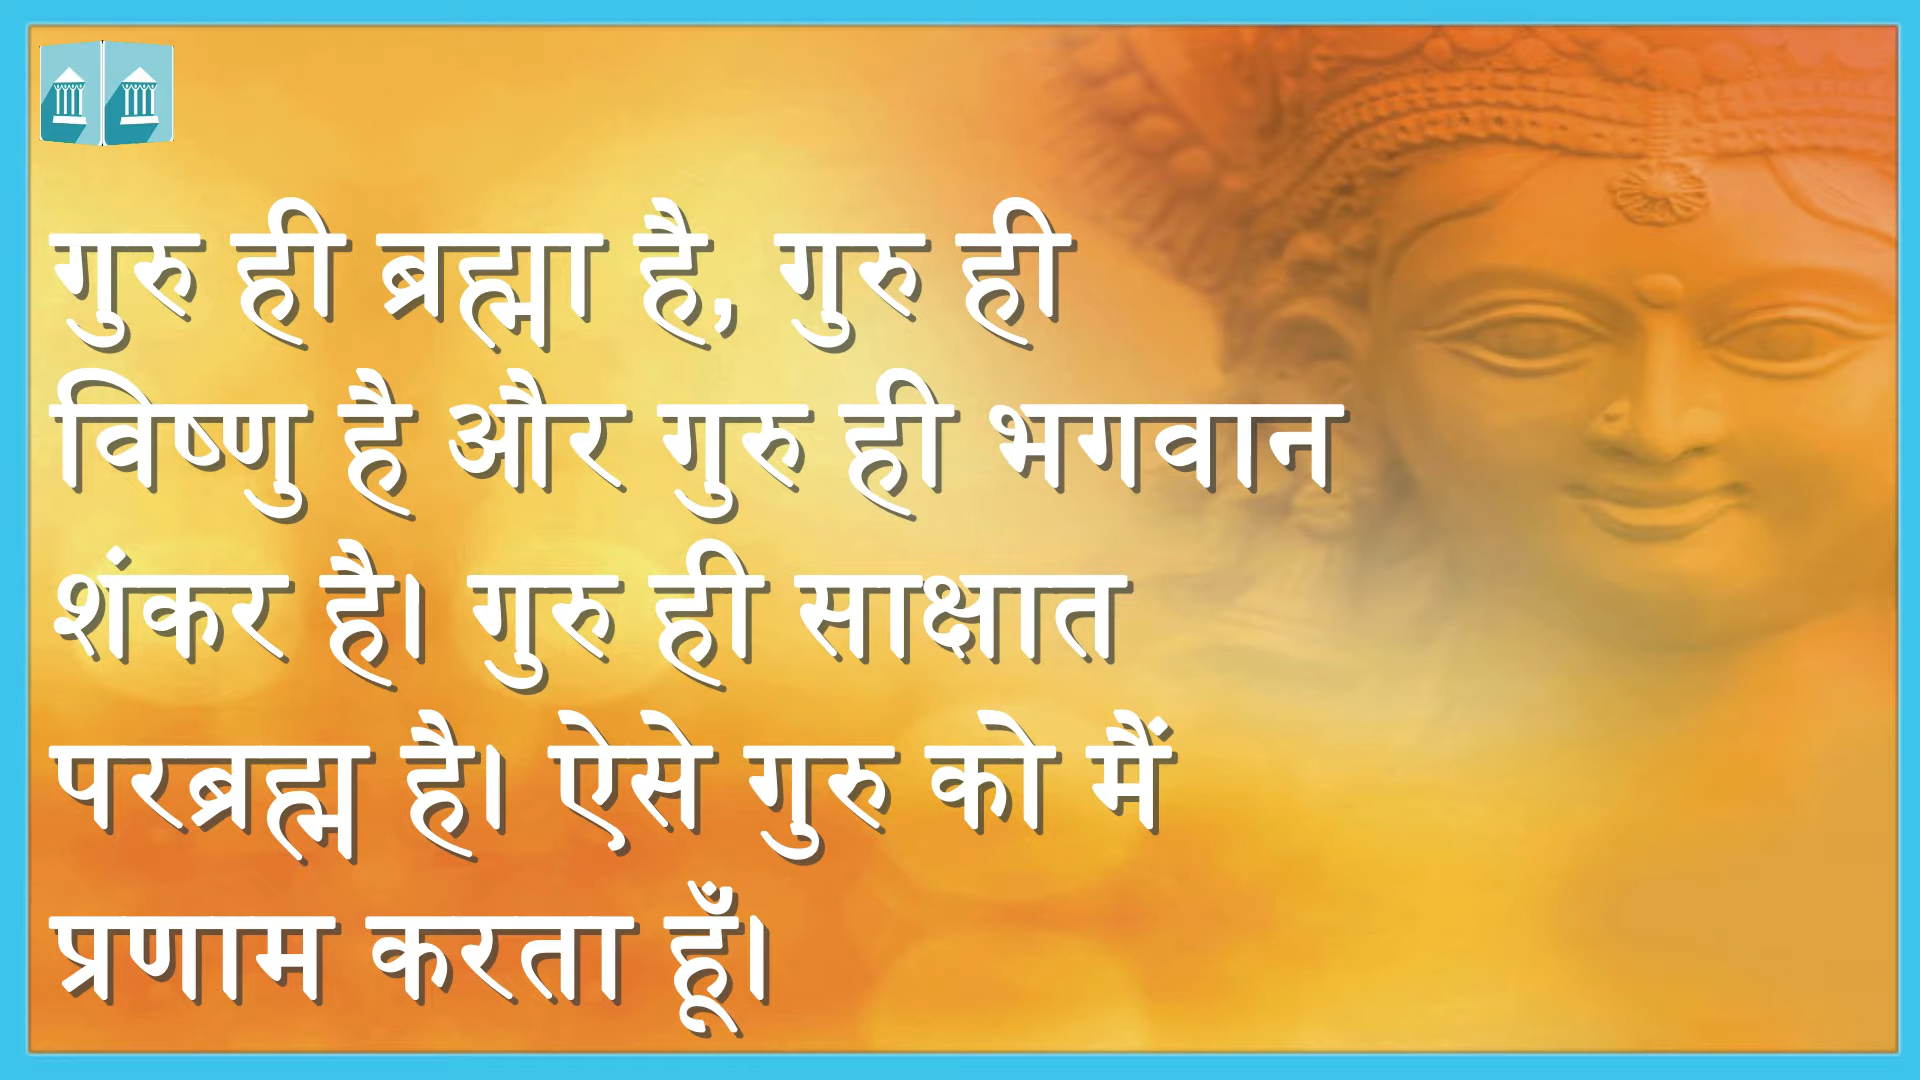 गुरु ही ब्रह्मा है, गुरु ही
विष्णु है और गुरु ही भगवान
शंकर है। गुरु ही साक्षात
परब्रह्म है। ऐसे गुरु को मैं
प्रणाम करता हूँ।